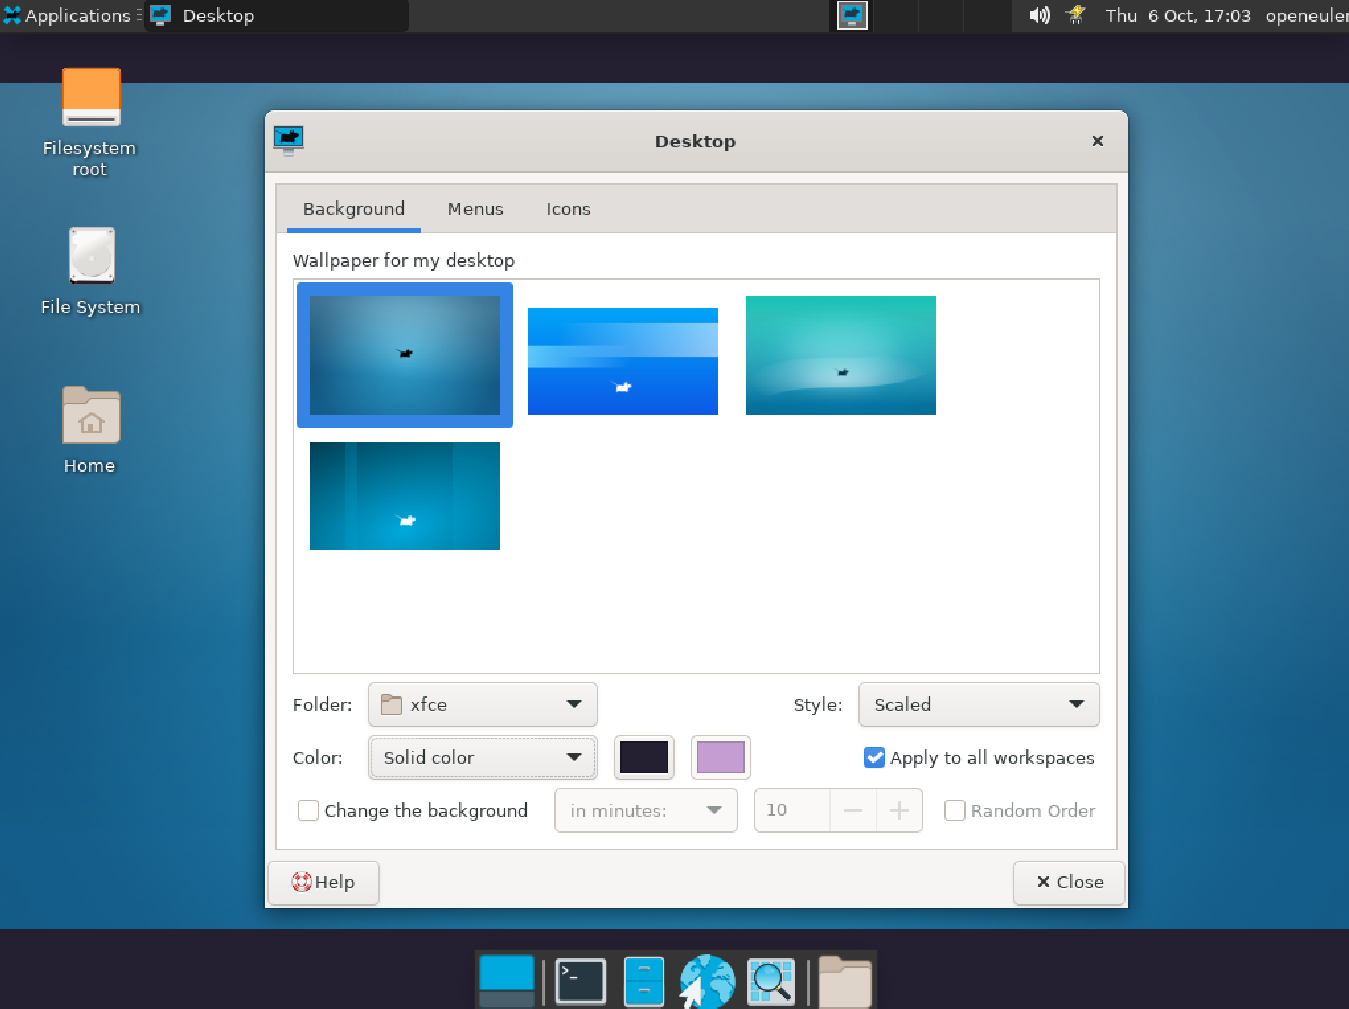 Applications
Desktop
Thu 6 Oct, 17:03
openeuler
Filesystem
root
File System
Home
Desktop
Background
Menus
Icons
Wallpaper for my desktop
Folder:
xfce
Style:
Scaled
Color:
Solid color
Apply to all workspaces
Change the background
in minutes:
10
Random Order
Help
Close
>_